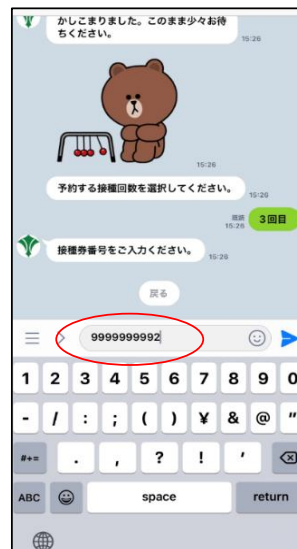 かしこまりました。このまま少々お待
ちください。
15:26
15:26
予約する接種回数を選択してください。
15:26
既読
15:26
3回目
接種券番号をご入力ください。
15:26
戻る
9999999992
1 2 3 4 5 6 7 8 9 0
- / : ; ( ) ¥ & @ "
#+= . , ? ! '
ABC space return